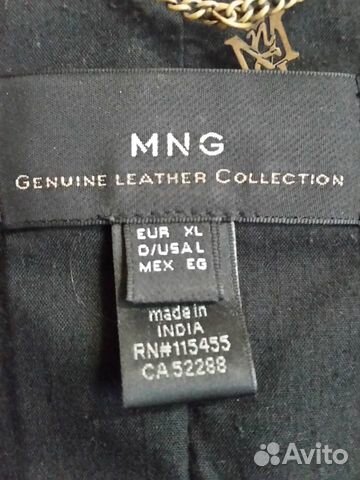 MNG
GENUINE LEATHER COLLECTION
EUR XL
D/USA L
MEX EG
made in
INDIA
RN#115455
CA 52288
Avito